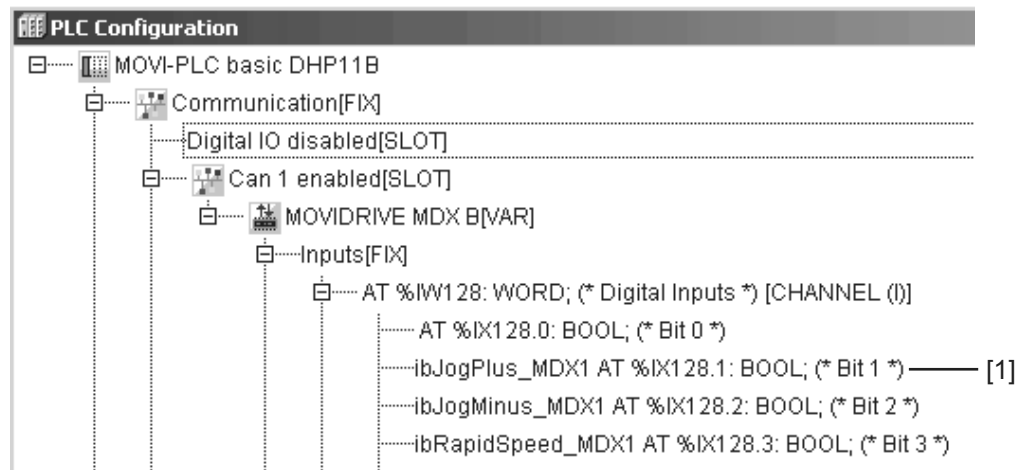 PLC Configuration
MOVI-PLC basic DHP11B
Communication[FIX]
Digital IO disabled[SLOT]
Can 1 enabled[SLOT]
MOVIDRIVE MDX B[VAR]
Inputs[FIX]
AT %IW128: WORD; (* Digital Inputs *) [CHANNEL (I)]
AT %IX128.0: BOOL; (* Bit 0 *)
ibJogPlus_MDX1 AT %IX128.1: BOOL; (* Bit 1 *) [1]
ibJogMinus_MDX1 AT %IX128.2: BOOL; (* Bit 2 *)
ibRapidSpeed_MDX1 AT %IX128.3: BOOL; (* Bit 3 *)